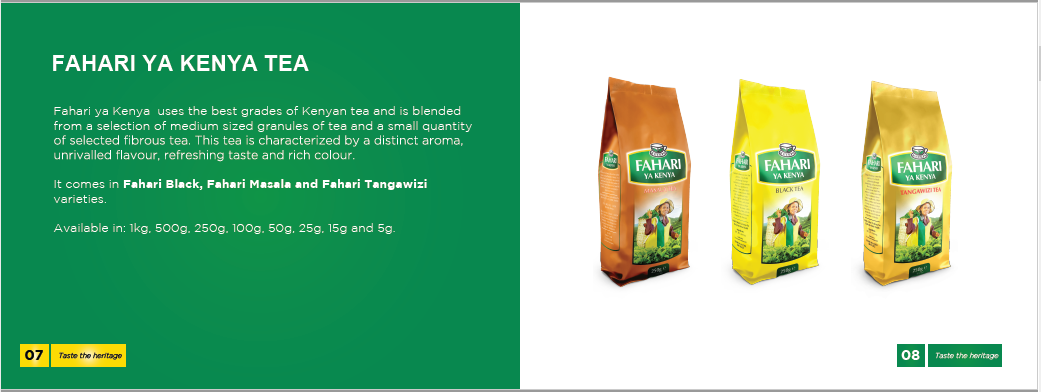 FAHARI YA KENYA TEA
Fahari ya Kenya uses the best grades of Kenyan tea and is blended
from a selection of medium sized granules of tea and a small quantity
of selected fibrous tea. This tea is characterized by a distinct aroma,
unrivalled flavour, refreshing taste and rich colour.
It comes in Fahari Black, Fahari Masala and Fahari Tangawizi
varieties.
Available in: 1kg, 500g, 250g, 100g, 50g, 25g, 15g and 5g.
07
Taste the heritage
FAHARI
YA KENYA
250g
FAHARI
YA KENYA
BLACK TEA
250g
FAHARI
YA KENYA
TANGAWIZI TEA
250g
08
Taste the heritage